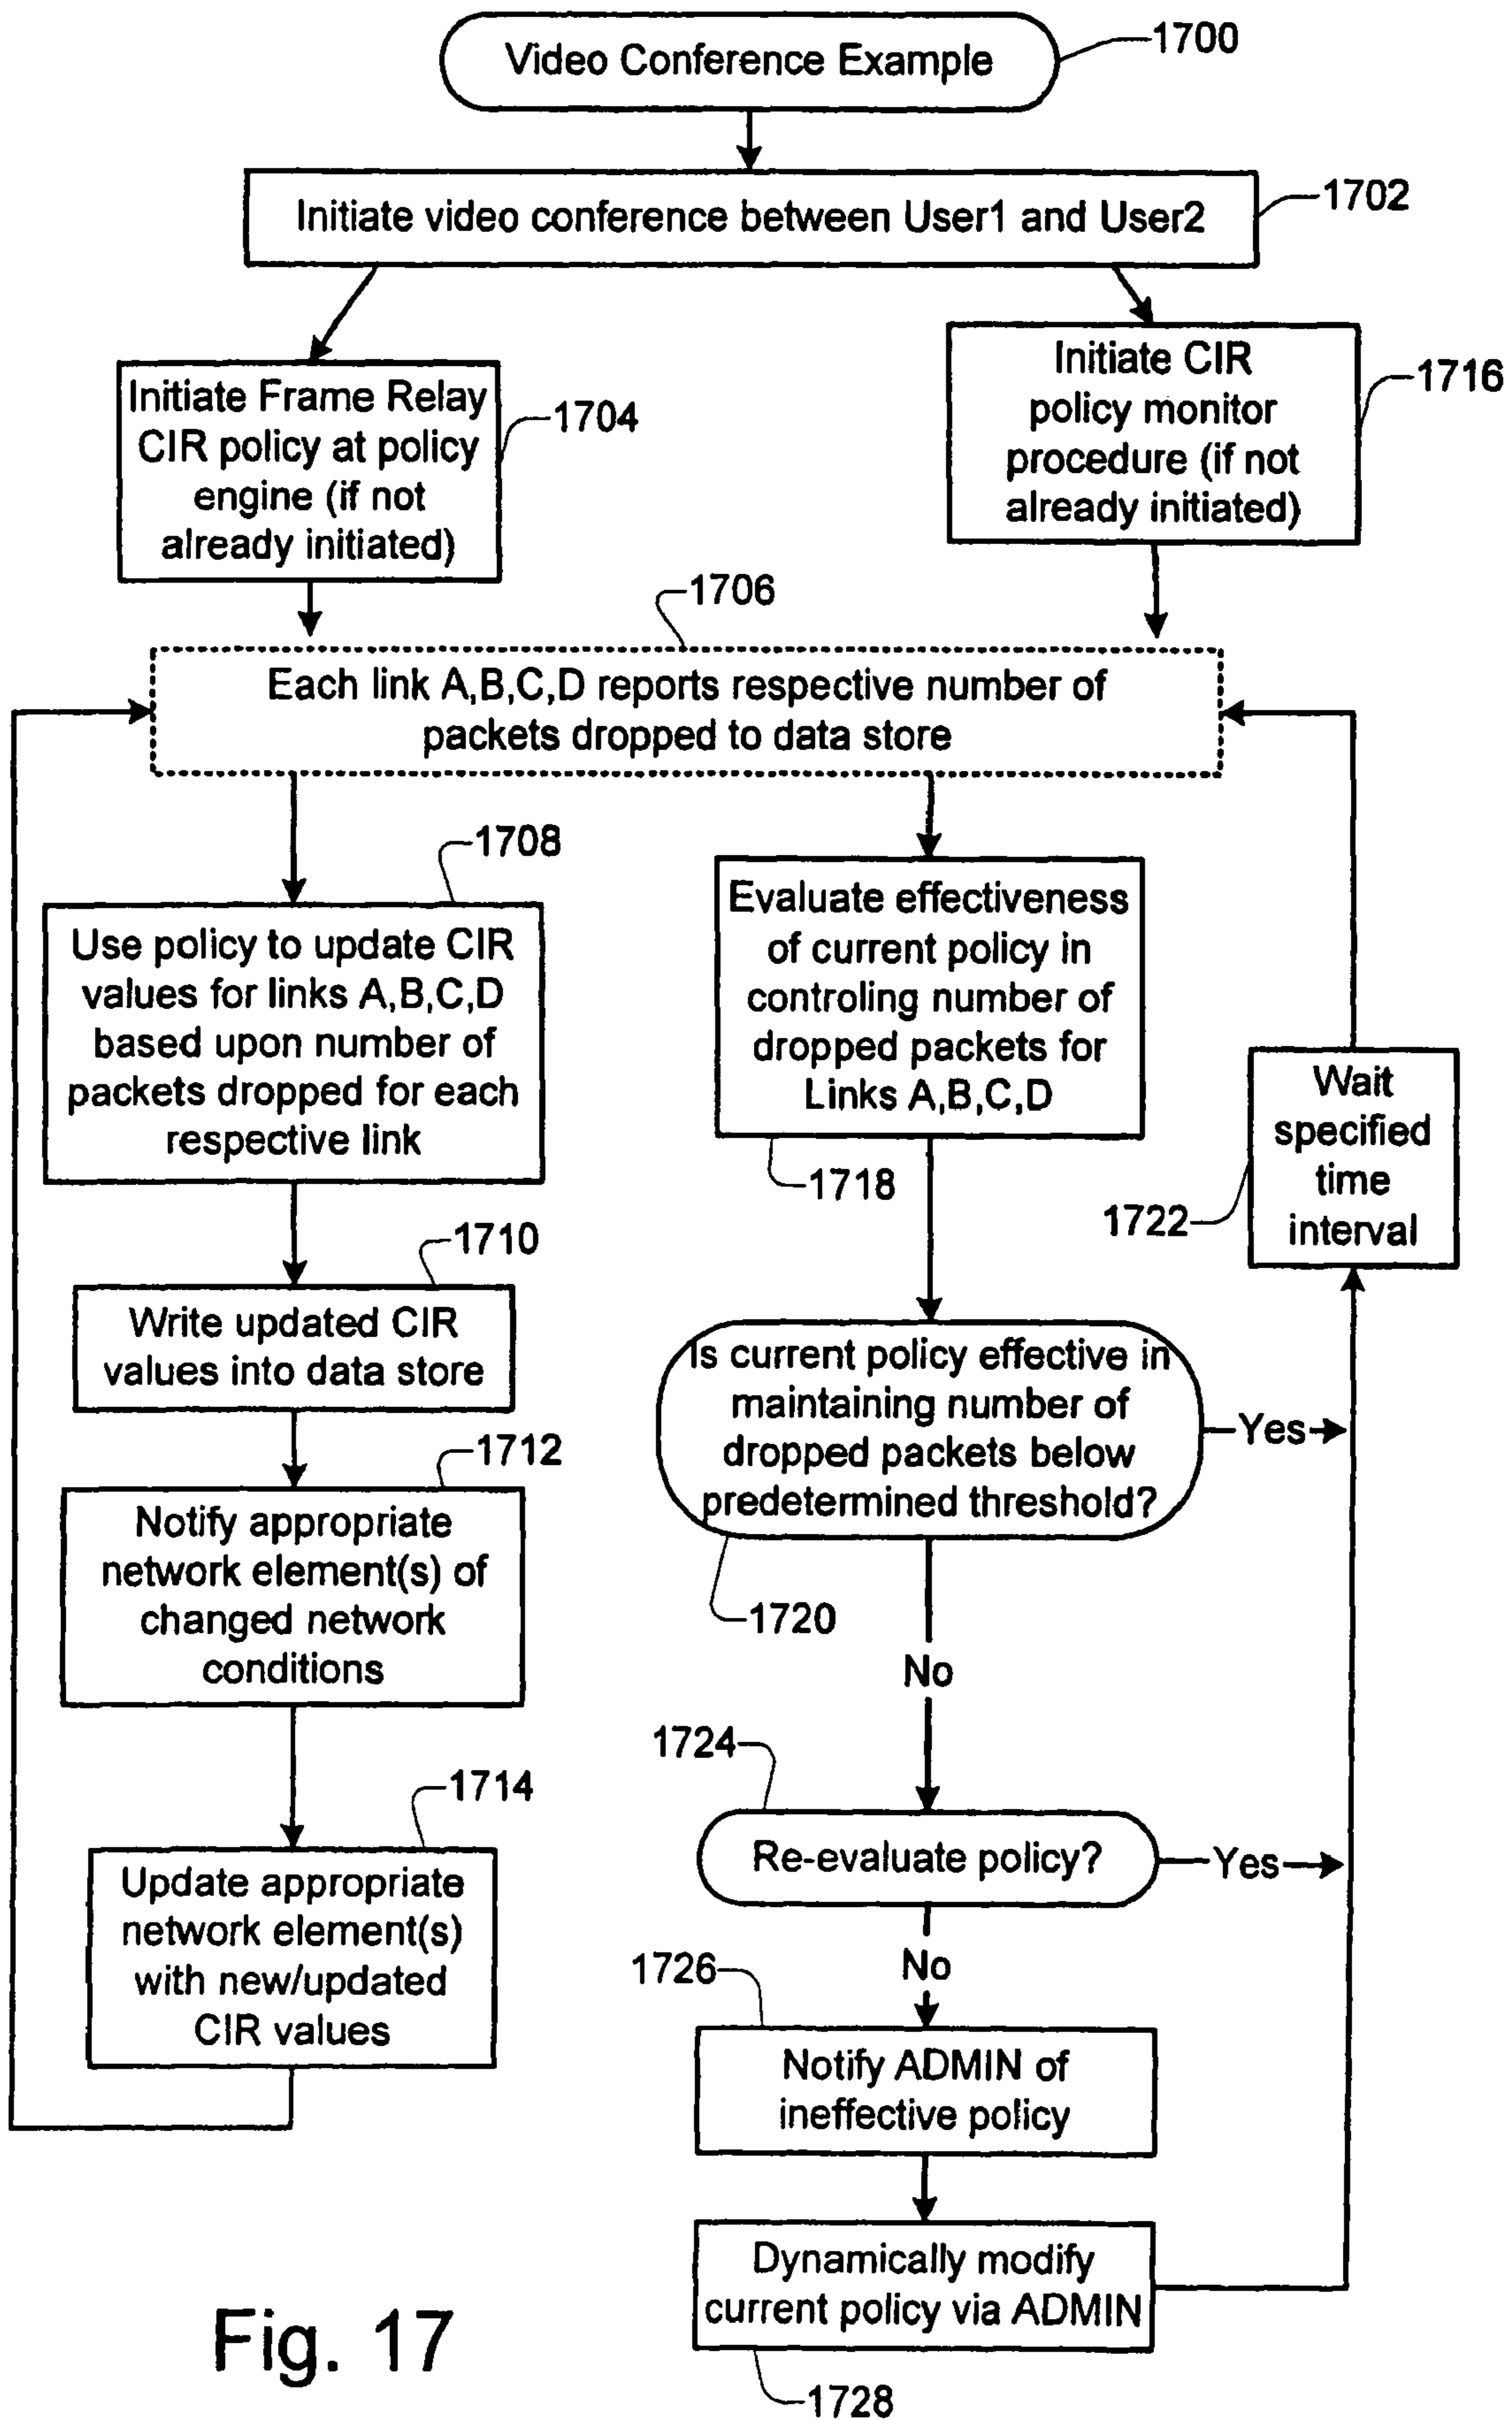 Video Conference Example
1700
Initiate video conference between User1 and User2
1702
Initiate Frame Relay
CIR policy at policy
engine (if not
already initiated)
1704
Initiate CIR
policy monitor
procedure (if not
already initiated)
1716
1706
Each link A,B,C,D reports respective number of
packets dropped to data store
1708
Use policy to update CIR
values for links A,B,C,D
based upon number of
packets dropped for each
respective link
1710
Write updated CIR
values into data store
1712
Notify appropriate
network element(s) of
changed network
conditions
1714
Update appropriate
network element(s)
with new/updated
CIR values
Evaluate effectiveness
of current policy in
controling number of
dropped packets for
Links A,B,C,D
1718
Wait
specified
time
interval
1722
Is current policy effective in
maintaining number of
dropped packets below
predetermined threshold?
Yes
1720
No
1724
Re-evaluate policy?
Yes
No
1726
Notify ADMIN of
ineffective policy
Dynamically modify
current policy via ADMIN
1728
Fig. 17